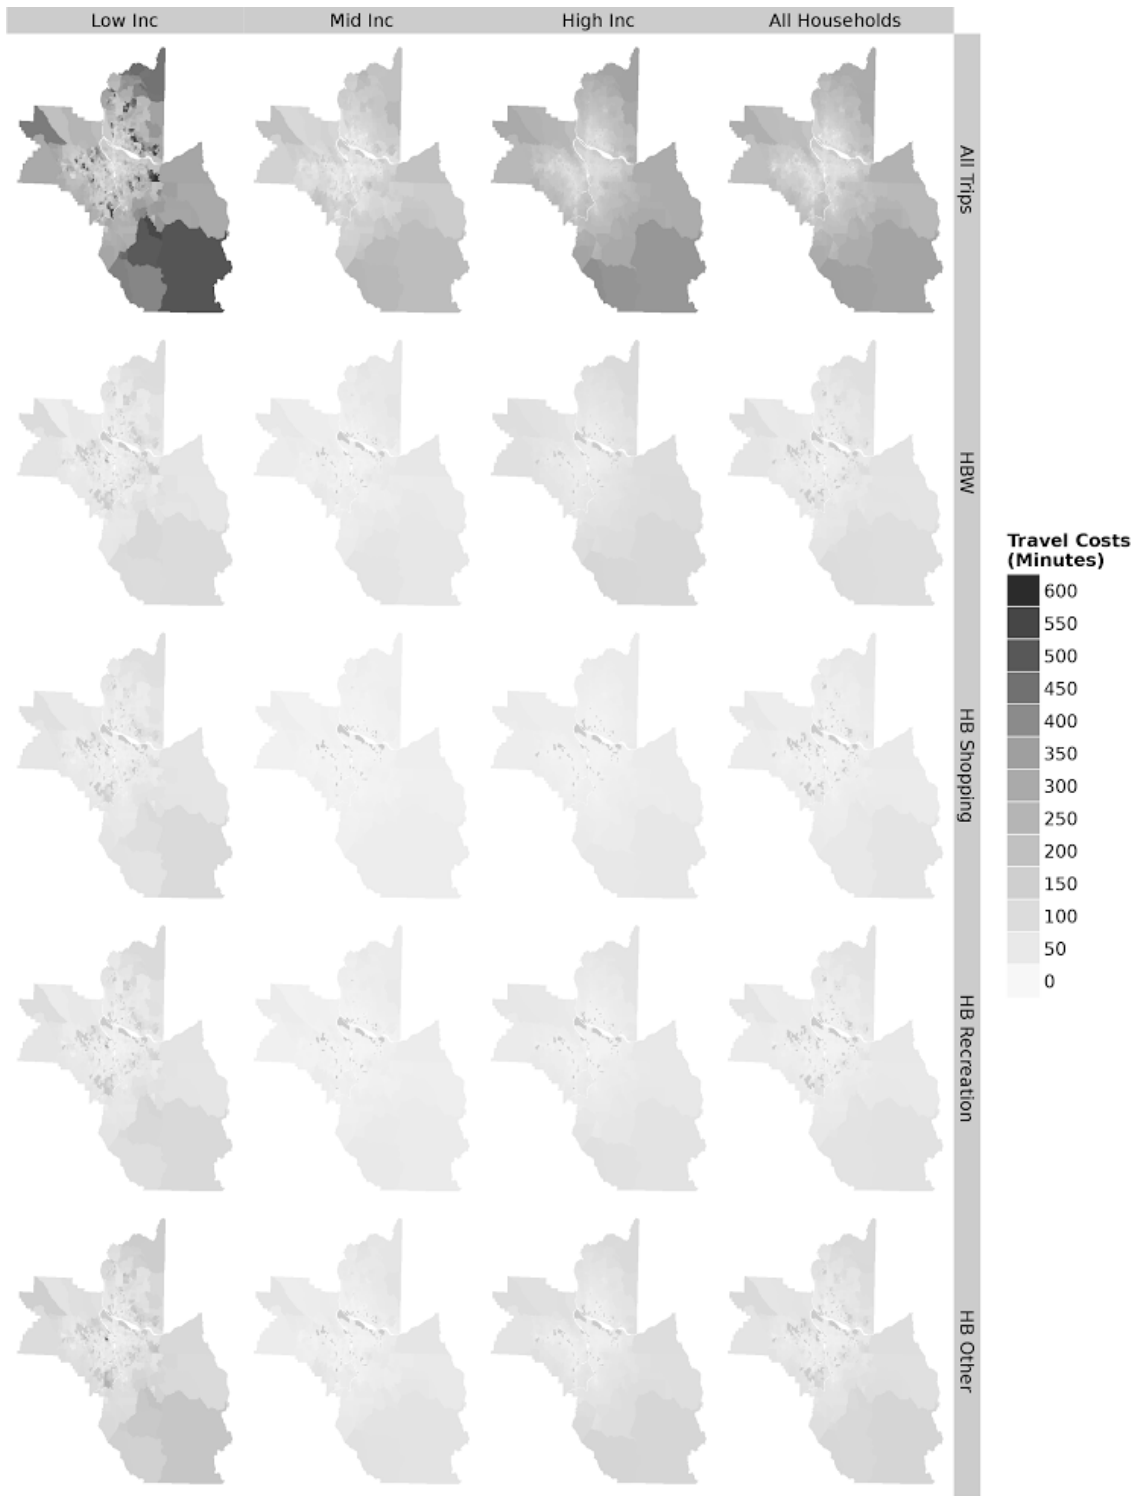 Low Inc
Mid Inc
High Inc
All Households
All Trips
HBW
HB Shopping
HB Recreation
HB Other
Travel Costs
(Minutes)
600
550
500
450
400
350
300
250
200
150
100
50
0